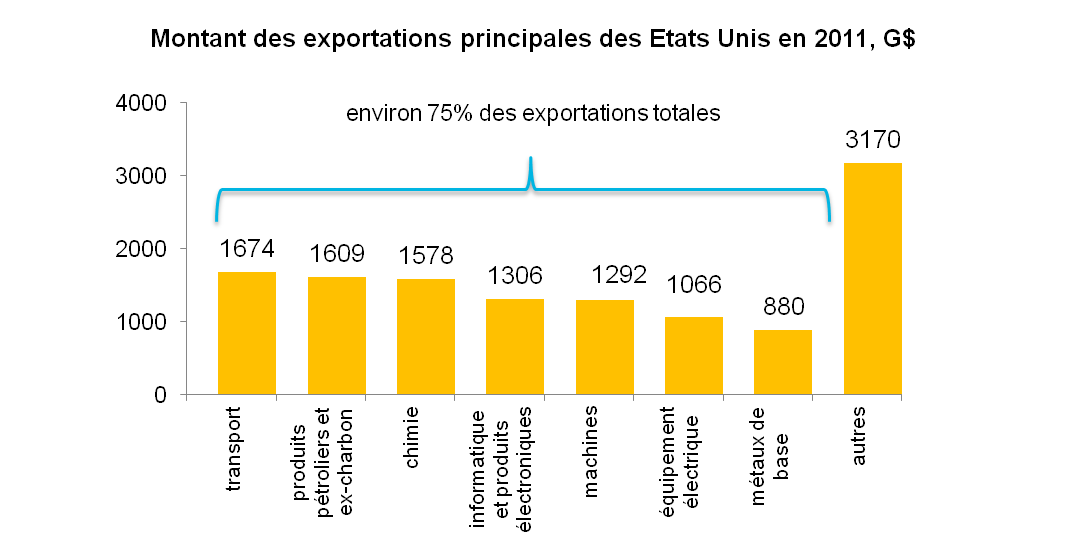 Montant des exportations principales des Etats Unis en 2011, G$
environ 75% des exportations totales
4000
3000
2000
1000
0
1674
1609
1578
1306
1292
1066
880
3170
transport
produits
pétroliers et
ex-charbon
chimie
informatique
et produits
électroniques
machines
équipement
électrique
métaux de
base
autres